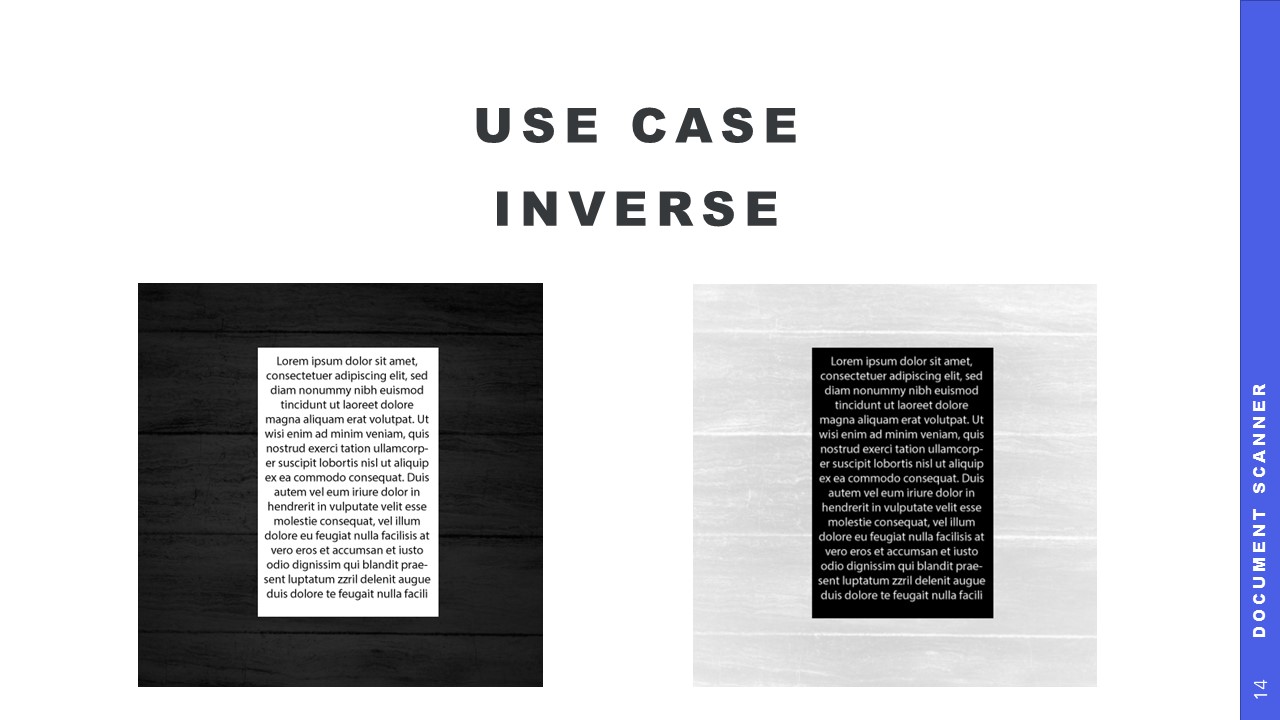 USE CASE
INVERSE
Lorem ipsum dolor sit amet,
consectetuer adipiscing elit, sed
diam nonummy nibh euismod
tincidunt ut laoreet dolore
magna aliquam erat volutpat. Ut
wisi enim ad minim veniam, quis
nostrud exerci tation ullamcorp-
er suscipit lobortis nisl ut aliquip
ex ea commodo consequat. Duis
autem vel eum iriure dolor in
hendrerit in vulputate velit esse
molestie consequat, vel illum
dolore eu feugiat nulla facilisis at
vero eros et accumsan et iusto
odio dignissim qui blandit prae-
sent luptatum zzril delenit augue
duis dolore te feugait nulla facili
Lorem ipsum dolor sit amet,
consectetuer adipiscing elit, sed
diam nonummy nibh euismod
tincidunt ut laoreet dolore
magna aliquam erat volutpat. Ut
wisi enim ad minim veniam, quis
nostrud exerci tation ullamcorp-
er suscipit lobortis nisl ut aliquip
ex ea commodo consequat. Duis
autem vel eum iriure dolor in
hendrerit in vulputate velit esse
molestie consequat, vel illum
dolore eu feugiat nulla facilisis at
vero eros et accumsan et iusto
odio dignissim qui blandit prae-
sent luptatum zzril delenit augue
duis dolore te feugait nulla facili
DOCUMENT SCANNER
14